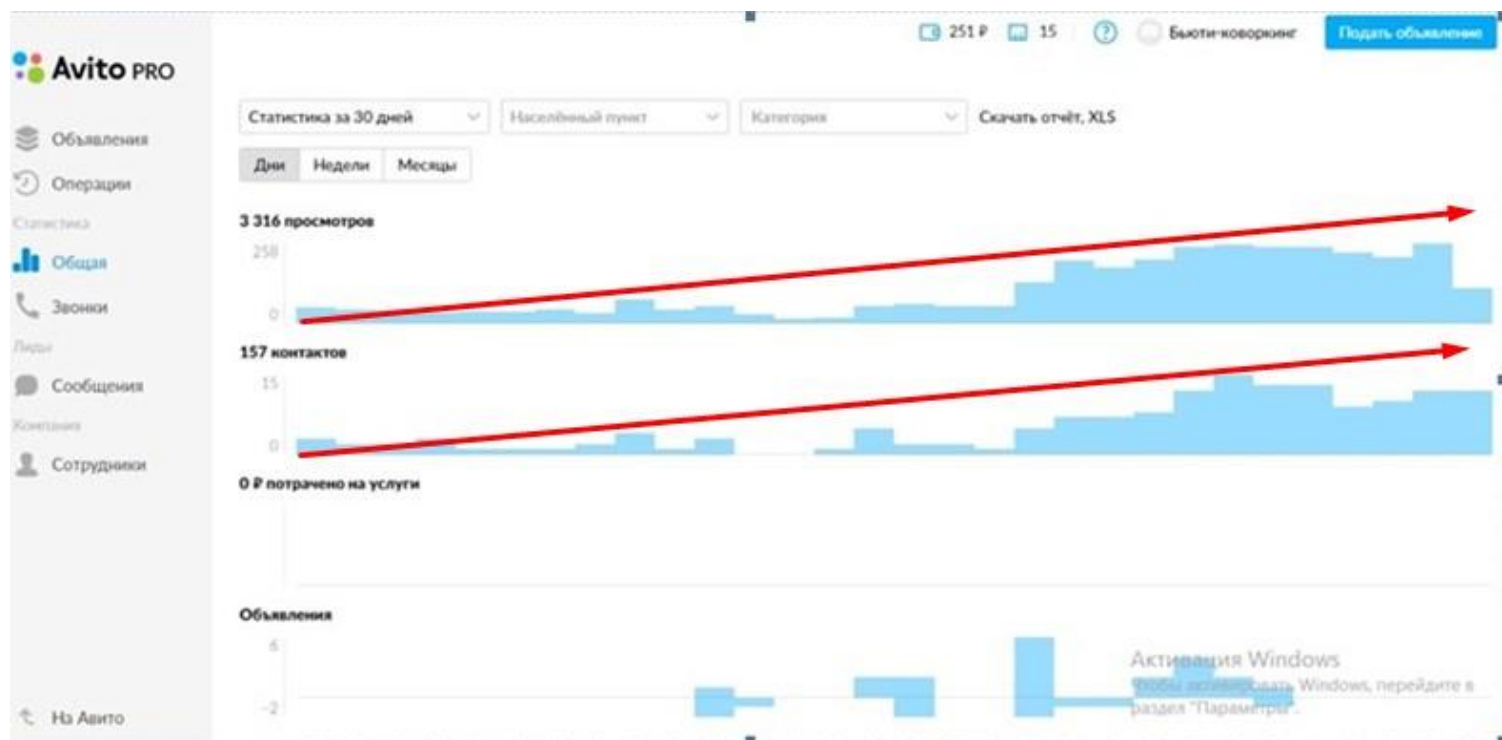 251 ₽ 15 ? Бьюти-коворкинг Подать объявление
Avito PRO
Статистика за 30 дней Населённый пункт Категория Скачать отчёт, XLS
Дни Недели Месяцы
Объявления
Операции
Статистика
Общая
Звонки
Лиды
Сообщения
Компания
Сотрудники
На Авито
3 316 просмотров
258
0
157 контактов
15
0
0 ₽ потрачено на услуги
Объявления
6
-2
Активация Windows
Чтобы активировать Windows, перейдите в
раздел "Параметры".